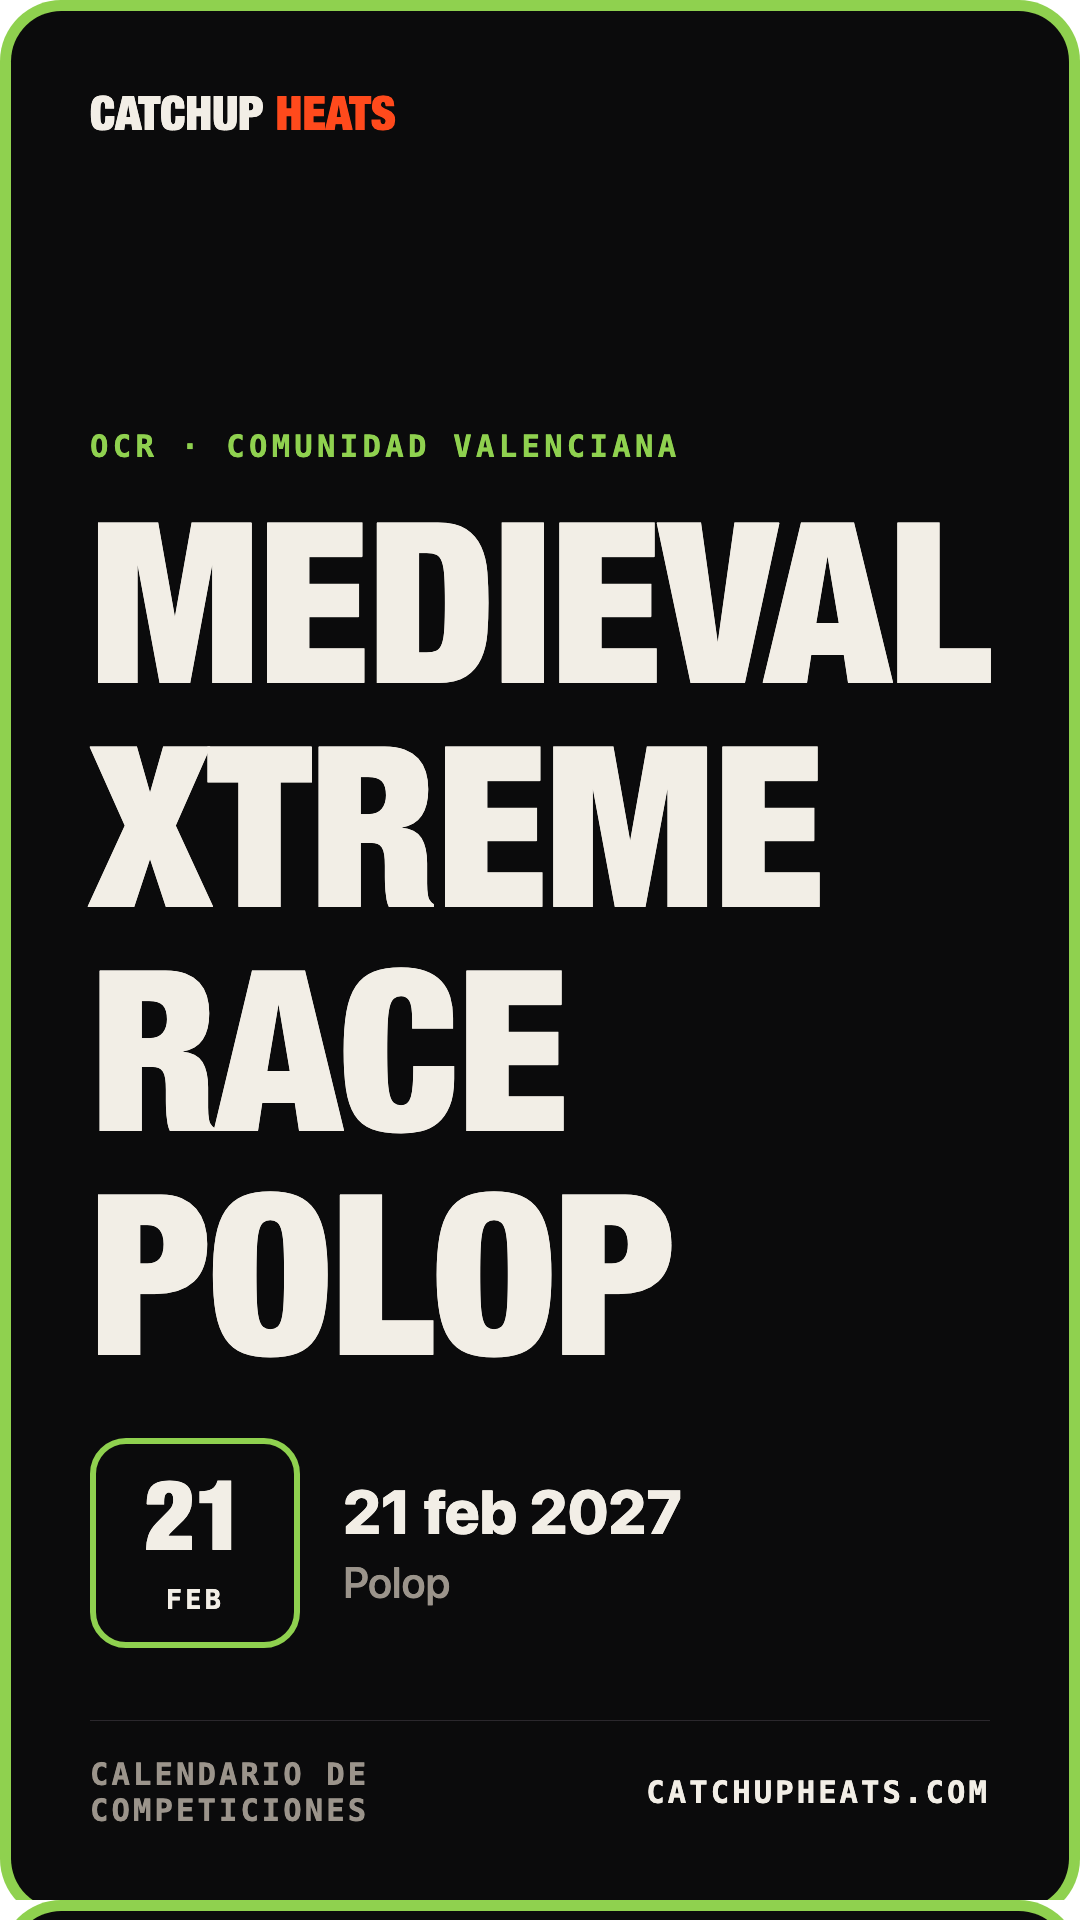 CATCHUP HEATS
OCR · COMUNIDAD VALENCIANA
MEDIEVAL
XTREME
RACE
POLOP
21
FEB
21 feb 2027
Polop
CALENDARIO DE
COMPETICIONES
CATCHUPHEATS.COM